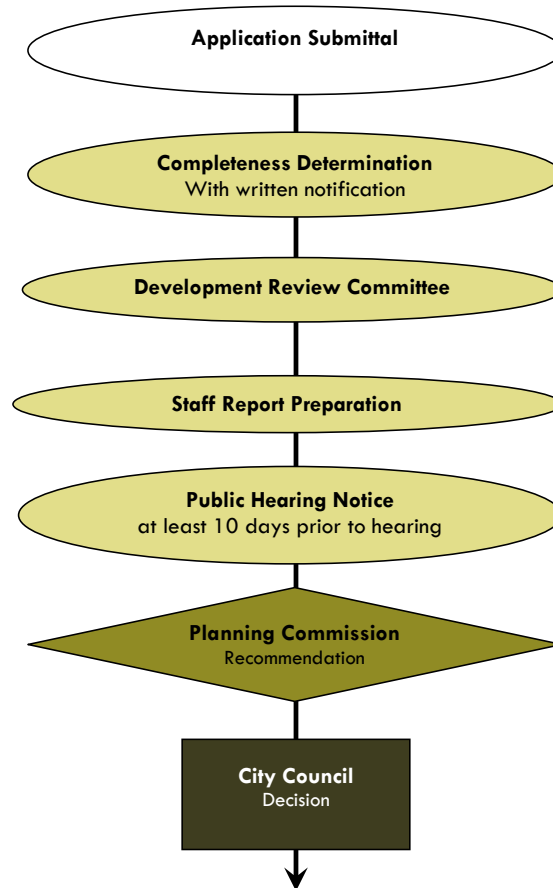 Application Submittal
Completeness Determination
With written notification
Development Review Committee
Staff Report Preparation
Public Hearing Notice
at least 10 days prior to hearing
Planning Commission
Recommendation
City Council
Decision